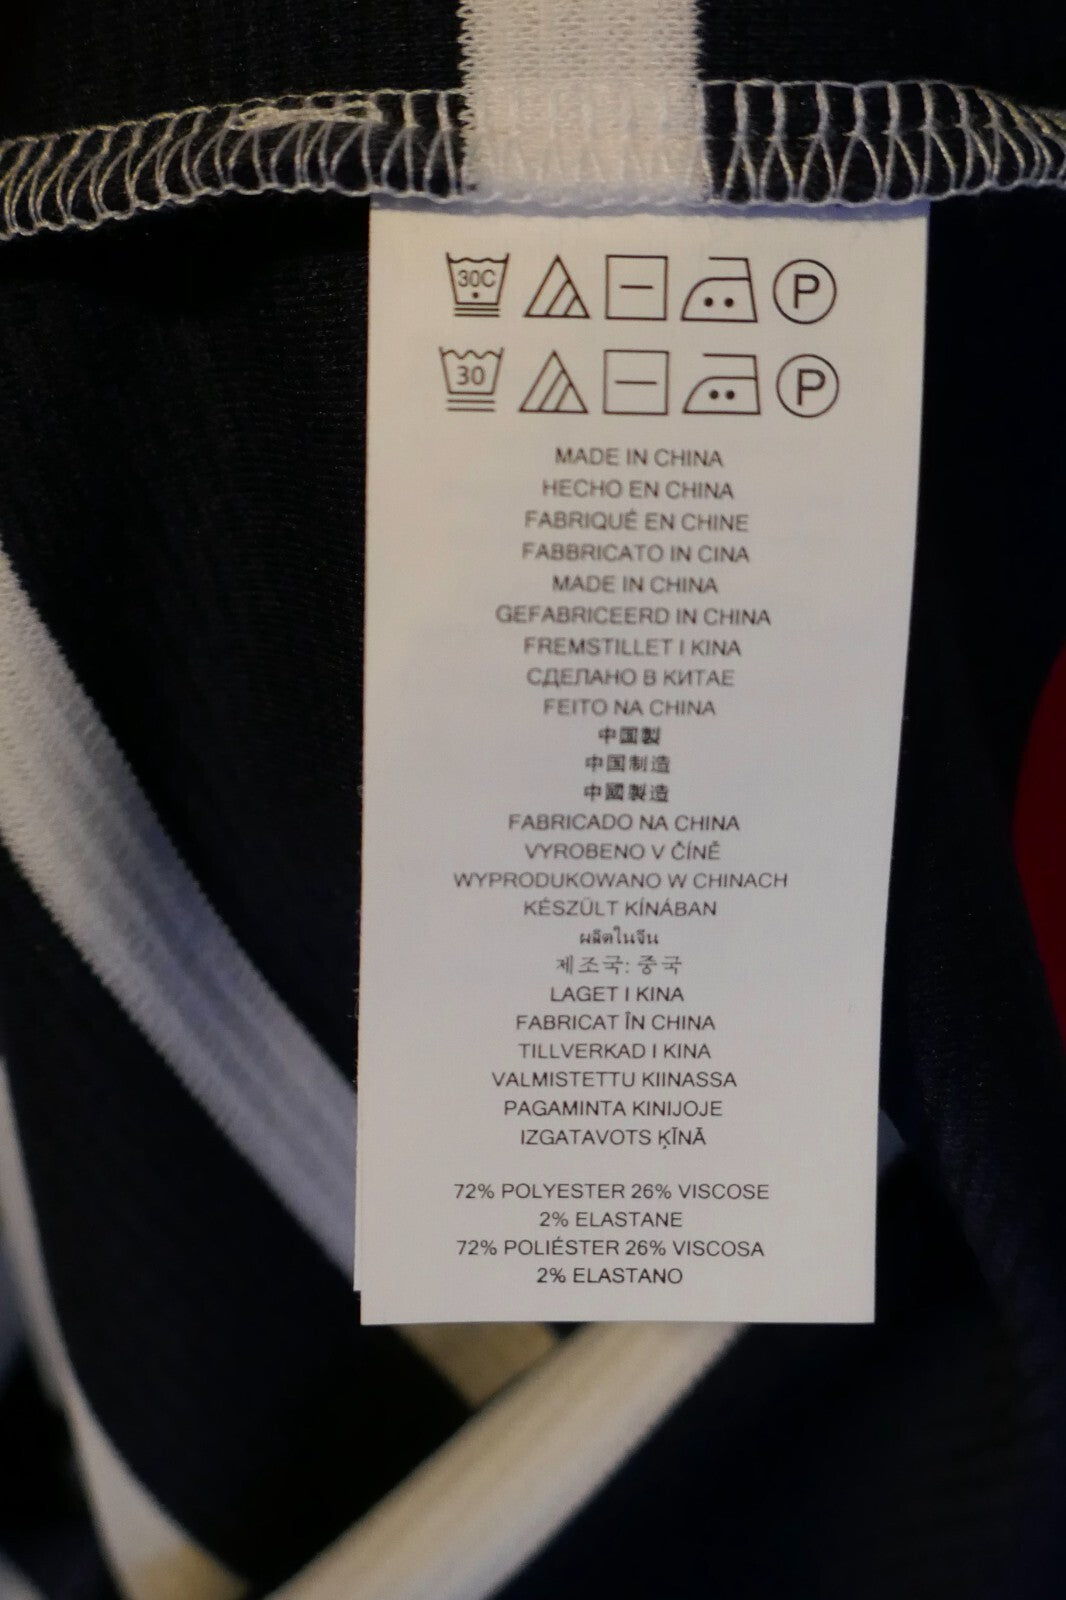 30C P
30 P
MADE IN CHINA
HECHO EN CHINA
FABRIQUÉ EN CHINE
FABBRICATO IN CINA
MADE IN CHINA
GEFABRICEERD IN CHINA
FREMSTILLET I KINA
СДЕЛАНО В КИТАЕ
FEITO NA CHINA
中国製
中国制造
中國製造
FABRICADO NA CHINA
VYROBENO V ČÍNĚ
WYPRODUKOWANO W CHINACH
KÉSZÜLT KÍNÁBAN
ผลิตในจีน
제조국: 중국
LAGET I KINA
FABRICAT ÎN CHINA
TILLVERKAD I KINA
VALMISTETTU KIINASSA
PAGAMINTA KINIJOJE
IZGATAVOTS ĶĪNĀ
72% POLYESTER 26% VISCOSE
2% ELASTANE
72% POLIÉSTER 26% VISCOSA
2% ELASTANO